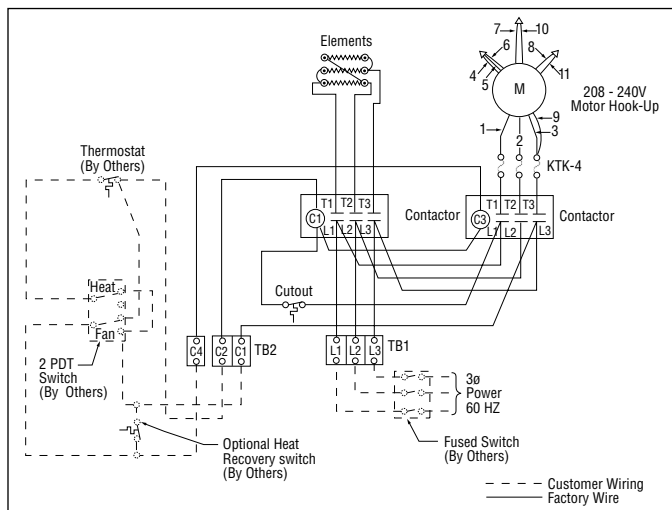 7
10
6
8
4
5
11
M
Elements
208 - 240V
Motor Hook-Up
1
2
9
3
KTK-4
Thermostat
(By Others)
T1 T2 T3
C1
L1 L2 L3
Contactor
T1 T2 T3
C3
L1 L2 L3
Contactor
Heat
Fan
Cutout
2 PDT
Switch
(By Others)
C4
C2
C1
TB2
L1
L2
L3
TB1
3ø
Power
60 HZ
Optional Heat
Recovery switch
(By Others)
Fused Switch
(By Others)
Customer Wiring
Factory Wire